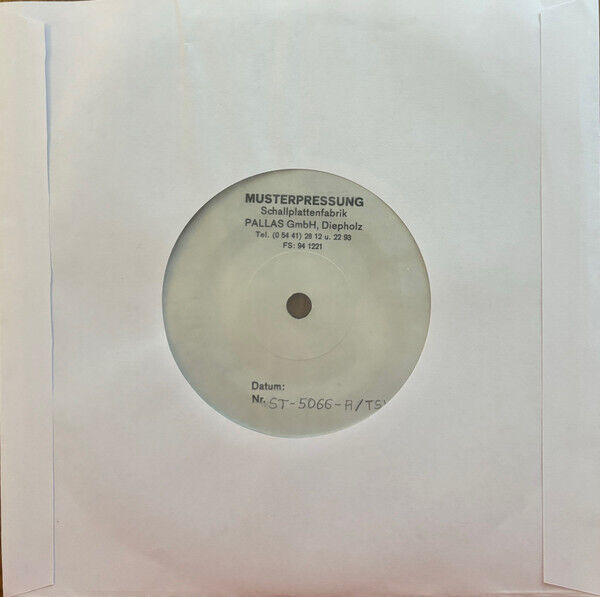 MUSTERPRESSUNG
Schallplattenfabrik
PALLAS GmbH, Diepholz
Tel. (0 54 41) 28 12 u. 22 93
FS: 94 1221
Datum:
Nr. ST-5066-A/TS